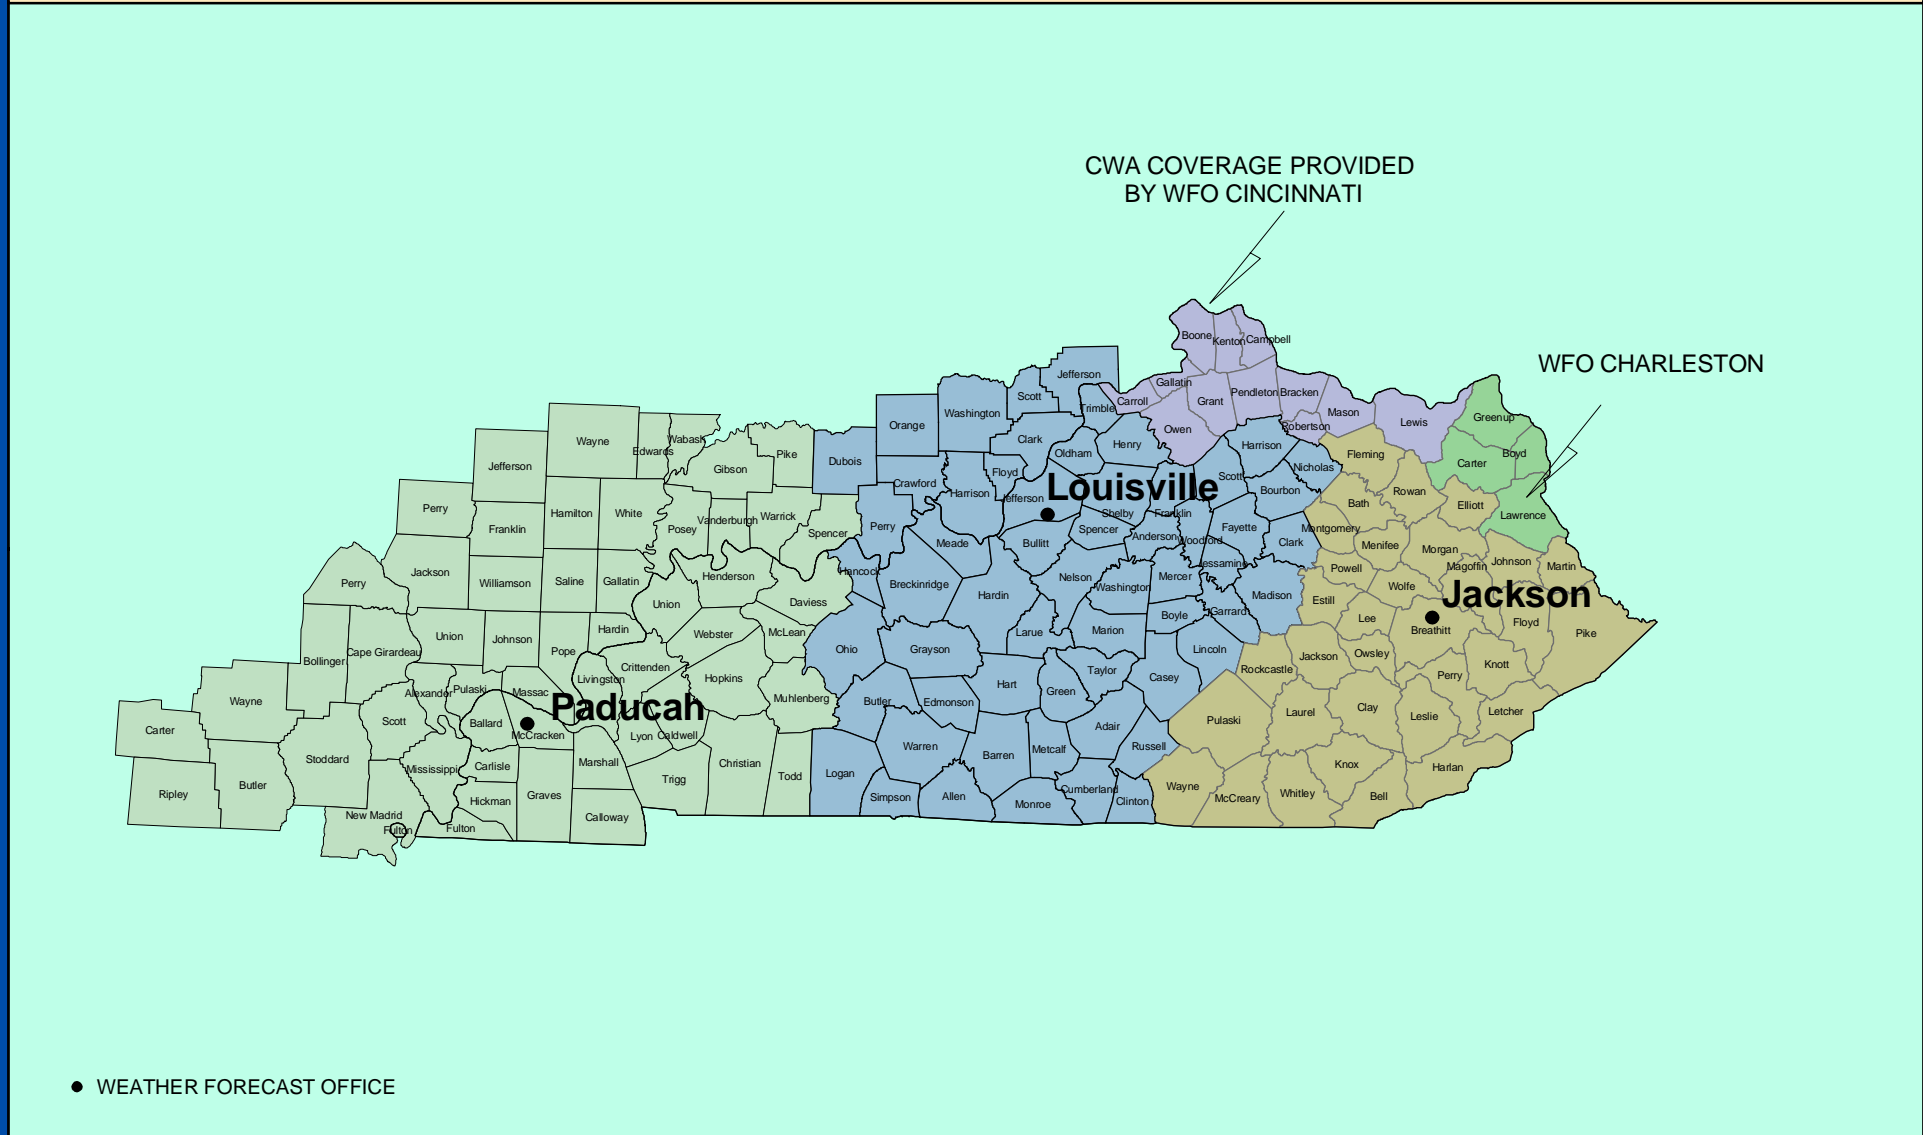 CWA COVERAGE PROVIDED
BY WFO CINCINNATI
WFO CHARLESTON
Boone
Kenton
Campbell
Gallatin
Carroll
Grant
Pendleton
Bracken
Owen
Robertson
Mason
Lewis
Greenup
Carter
Boyd
Lawrence
Jefferson
Scott
Trimble
Washington
Orange
Clark
Henry
Oldham
Dubois
Crawford
Harrison
Floyd
Jefferson
Louisville
Harrison
Nicholas
Scott
Bourbon
Perry
Shelby
Franklin
Spencer
Anderson
Woodford
Fayette
Clark
Meade
Bullitt
Hancock
Breckinridge
Hardin
Nelson
Washington
Mercer
Jessamine
Madison
Garrard
Boyle
Larue
Marion
Lincoln
Ohio
Grayson
Hart
Green
Taylor
Casey
Butler
Edmonson
Adair
Russell
Warren
Barren
Metcalf
Logan
Simpson
Allen
Monroe
Cumberland
Clinton
Fleming
Rowan
Bath
Elliott
Montgomery
Menifee
Morgan
Magoffin
Johnson
Martin
Powell
Wolfe
Jackson
Estill
Lee
Breathitt
Floyd
Pike
Rockcastle
Jackson
Owsley
Perry
Knott
Pulaski
Laurel
Clay
Leslie
Letcher
Wayne
McCreary
Whitley
Knox
Bell
Harlan
Wayne
Edwards
Wabash
Jefferson
Gibson
Pike
Perry
Franklin
Hamilton
White
Posey
Vanderburgh
Warrick
Spencer
Perry
Jackson
Williamson
Saline
Gallatin
Henderson
Union
Daviess
Webster
McLean
Union
Johnson
Pope
Hardin
Bollinger
Cape Girardeau
Crittenden
Livingston
Hopkins
Muhlenberg
Alexander
Pulaski
Massac
Paducah
Wayne
Scott
Ballard
McCracken
Lyon
Caldwell
Carter
Stoddard
Mississippi
Carlisle
Marshall
Christian
Trigg
Todd
Ripley
Butler
Hickman
Graves
Calloway
New Madrid
Fulton
Fulton
WEATHER FORECAST OFFICE